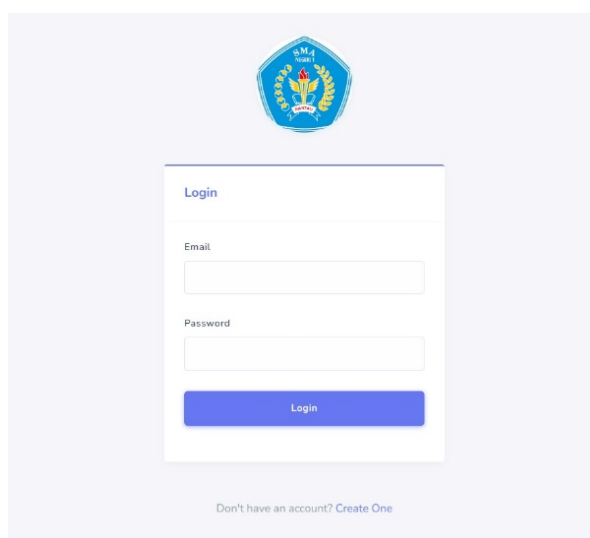 SMA
NEGERI 1
Login
Email
Password
Login
Don't have an account? Create One